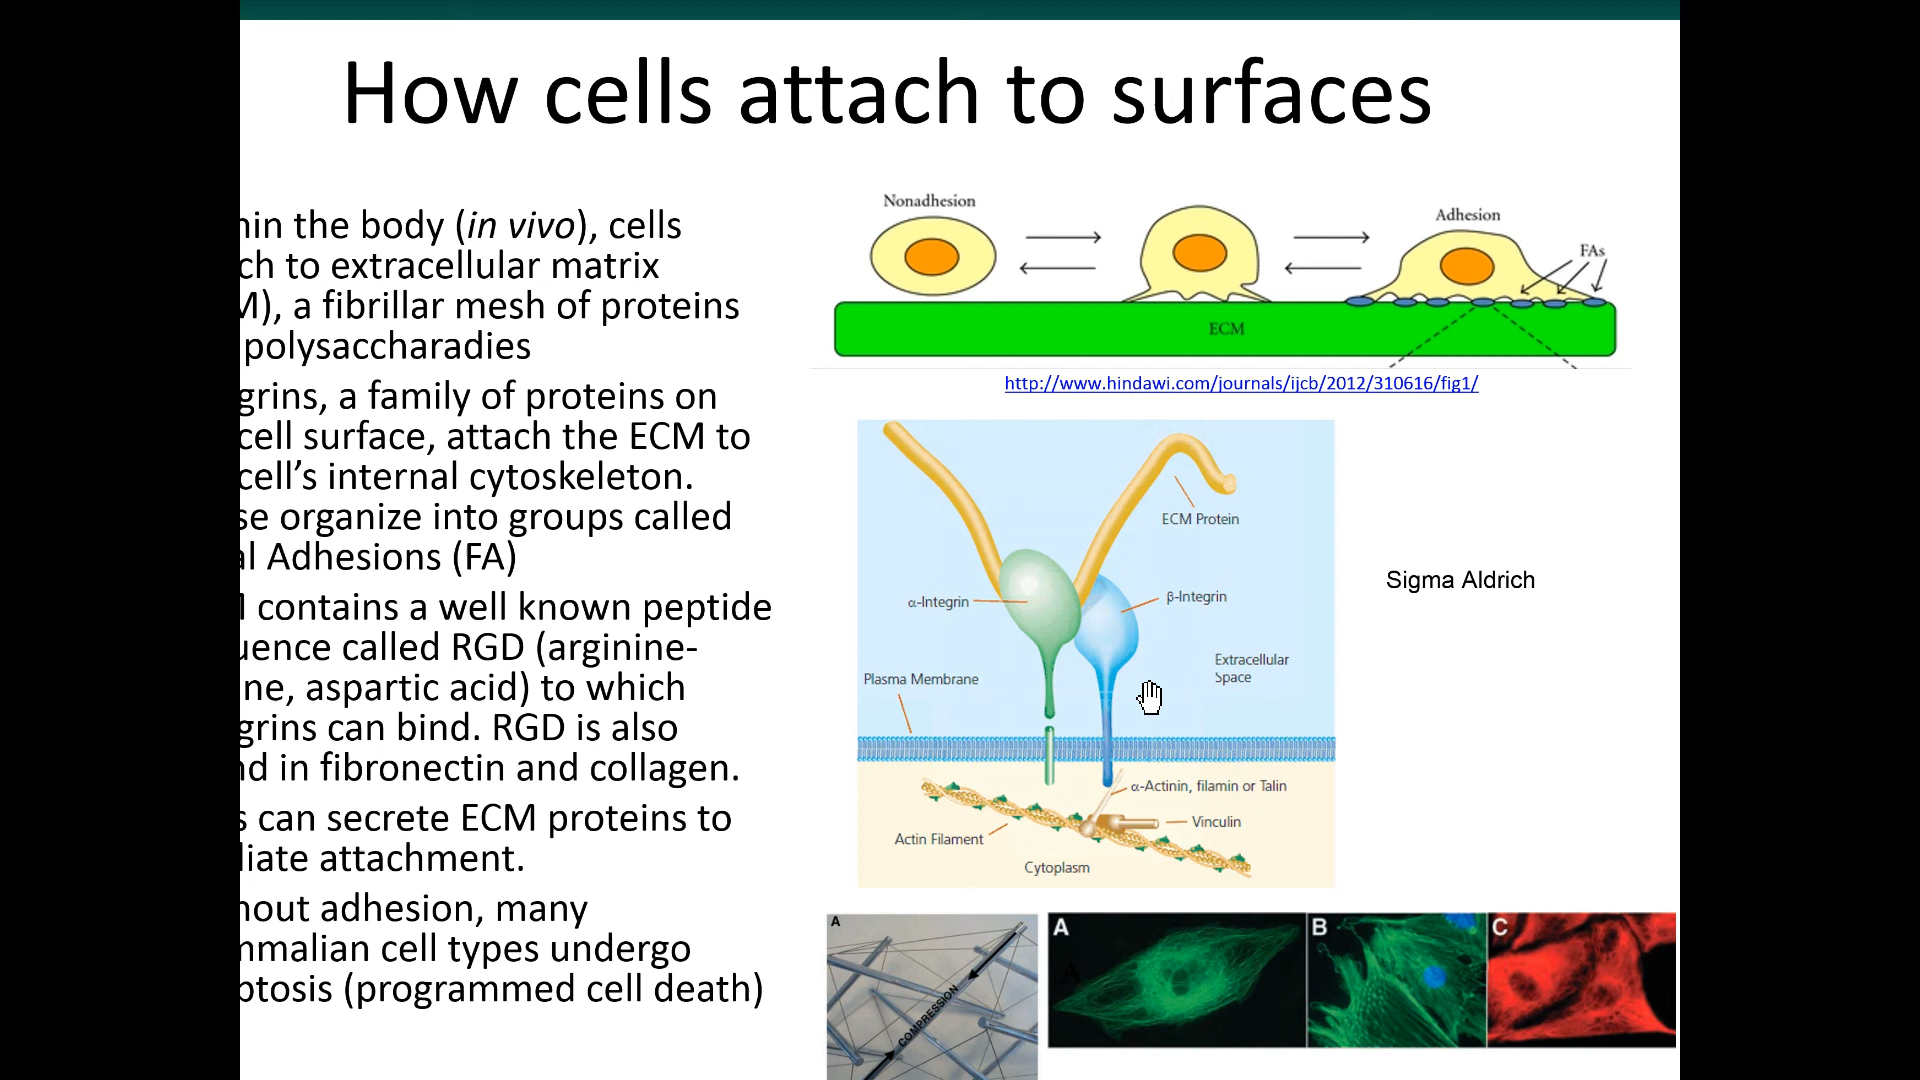 How cells attach to surfaces
hin the body (in vivo), cells
ch to extracellular matrix
M), a fibrillar mesh of proteins
polysaccharadies
grins, a family of proteins on
cell surface, attach the ECM to
cell’s internal cytoskeleton.
se organize into groups called
al Adhesions (FA)
M contains a well known peptide
uence called RGD (arginine-
ne, aspartic acid) to which
grins can bind. RGD is also
nd in fibronectin and collagen.
s can secrete ECM proteins to
diate attachment.
hout adhesion, many
mmalian cell types undergo
ptosis (programmed cell death)
Nonadhesion
Adhesion
FAs
ECM
http://www.hindawi.com/journals/ijcb/2012/310616/fig1/
ECM Protein
α-Integrin
β-Integrin
Sigma Aldrich
Extracellular
Space
Plasma Membrane
α-Actinin, filamin or Talin
Vinculin
Actin Filament
Cytoplasm
A
COMPRESSION
A
A
B
C